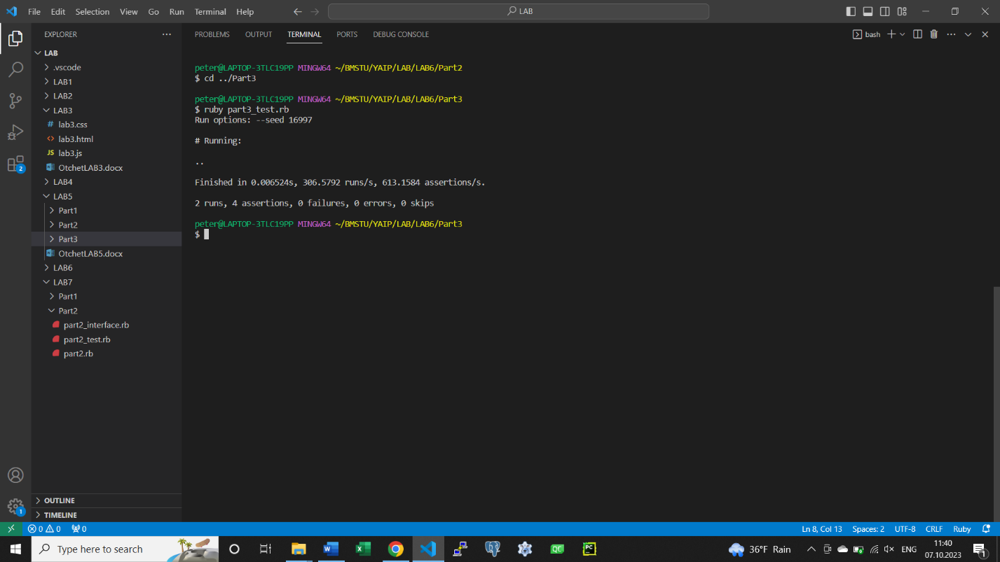 File Edit Selection View Go Run Terminal Help LAB
EXPLORER
PROBLEMS OUTPUT TERMINAL PORTS DEBUG CONSOLE bash
LAB
.vscode
LAB1
LAB2
LAB3
# lab3.css
<> lab3.html
JS lab3.js
OtchetLAB3.docx
LAB4
LAB5
Part1
Part2
Part3
OtchetLAB5.docx
LAB6
LAB7
Part1
Part2
part2_interface.rb
part2_test.rb
part2.rb
OUTLINE
TIMELINE
2
1
peter@LAPTOP-3TLC19PP MINGW64 ~/BMSTU/YAIP/LAB/LAB6/Part2
$ cd ../Part3
peter@LAPTOP-3TLC19PP MINGW64 ~/BMSTU/YAIP/LAB/LAB6/Part3
$ ruby part3_test.rb
Run options: --seed 16997
# Running:
..
Finished in 0.006524s, 306.5792 runs/s, 613.1584 assertions/s.
2 runs, 4 assertions, 0 failures, 0 errors, 0 skips
peter@LAPTOP-3TLC19PP MINGW64 ~/BMSTU/YAIP/LAB/LAB6/Part3
$
0 0 0 Ln 8, Col 13 Spaces: 2 UTF-8 CRLF Ruby
Type here to search W X QC PC 36°F Rain ENG
11:40
07.10.2023
1